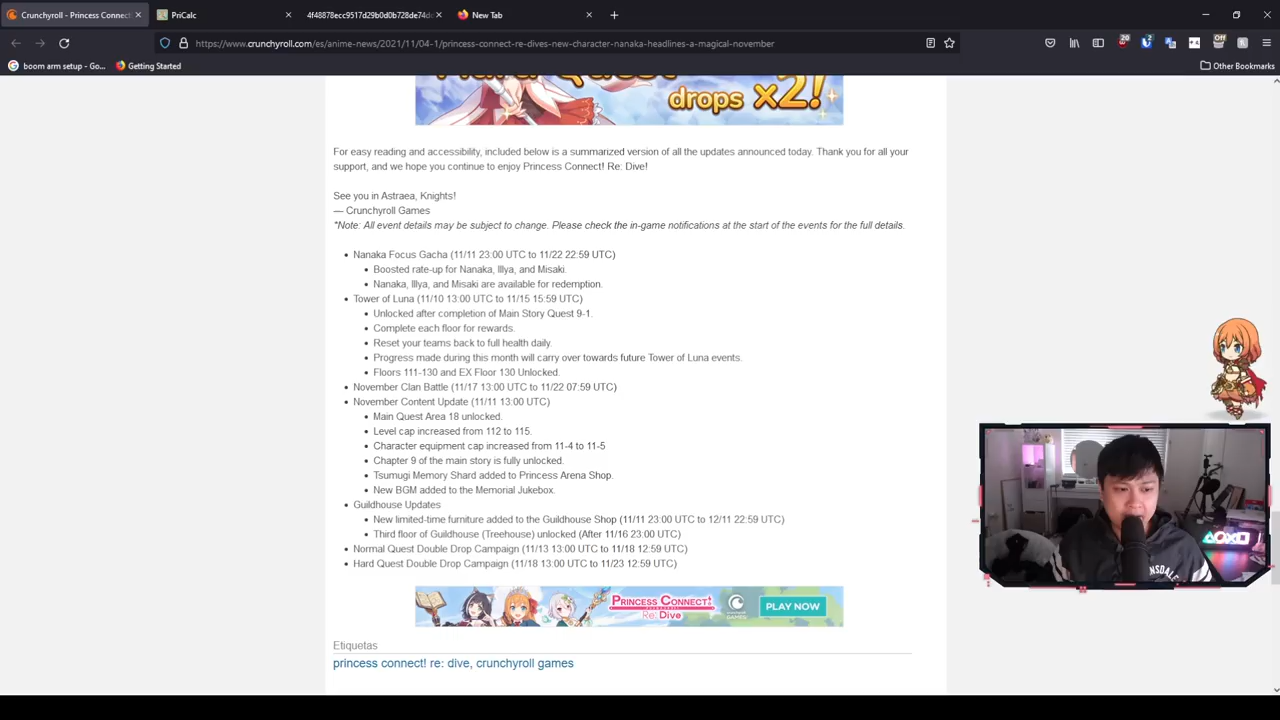 Crunchyroll - Princess Connect!
PriCalc
4f48878ecc9517d29b0d0b728de74dc
New Tab
https://www.crunchyroll.com/es/anime-news/2021/11/04-1/princess-connect-re-dives-new-character-nanaka-headlines-a-magical-november
20
Off
boom arm setup - Go...
Getting Started
Other Bookmarks
drops x2!
For easy reading and accessibility, included below is a summarized version of all the updates announced today. Thank you for all your
support, and we hope you continue to enjoy Princess Connect! Re: Dive!
See you in Astraea, Knights!
— Crunchyroll Games
*Note: All event details may be subject to change. Please check the in-game notifications at the start of the events for the full details.
• Nanaka Focus Gacha (11/11 23:00 UTC to 11/22 22:59 UTC)
• Boosted rate-up for Nanaka, Illya, and Misaki.
• Nanaka, Illya, and Misaki are available for redemption.
• Tower of Luna (11/10 13:00 UTC to 11/15 15:59 UTC)
• Unlocked after completion of Main Story Quest 9-1.
• Complete each floor for rewards.
• Reset your teams back to full health daily.
• Progress made during this month will carry over towards future Tower of Luna events.
• Floors 111-130 and EX Floor 130 Unlocked.
• November Clan Battle (11/17 13:00 UTC to 11/22 07:59 UTC)
• November Content Update (11/11 13:00 UTC)
• Main Quest Area 18 unlocked.
• Level cap increased from 112 to 115.
• Character equipment cap increased from 11-4 to 11-5
• Chapter 9 of the main story is fully unlocked.
• Tsumugi Memory Shard added to Princess Arena Shop.
• New BGM added to the Memorial Jukebox.
• Guildhouse Updates
• New limited-time furniture added to the Guildhouse Shop (11/11 23:00 UTC to 12/11 22:59 UTC)
• Third floor of Guildhouse (Treehouse) unlocked (After 11/16 23:00 UTC)
• Normal Quest Double Drop Campaign (11/13 13:00 UTC to 11/18 12:59 UTC)
• Hard Quest Double Drop Campaign (11/18 13:00 UTC to 11/23 12:59 UTC)
PRINCESS CONNECT!
Re: Dive
crunchyroll
GAMES
PLAY NOW
Etiquetas
princess connect! re: dive, crunchyroll games
NSDALE